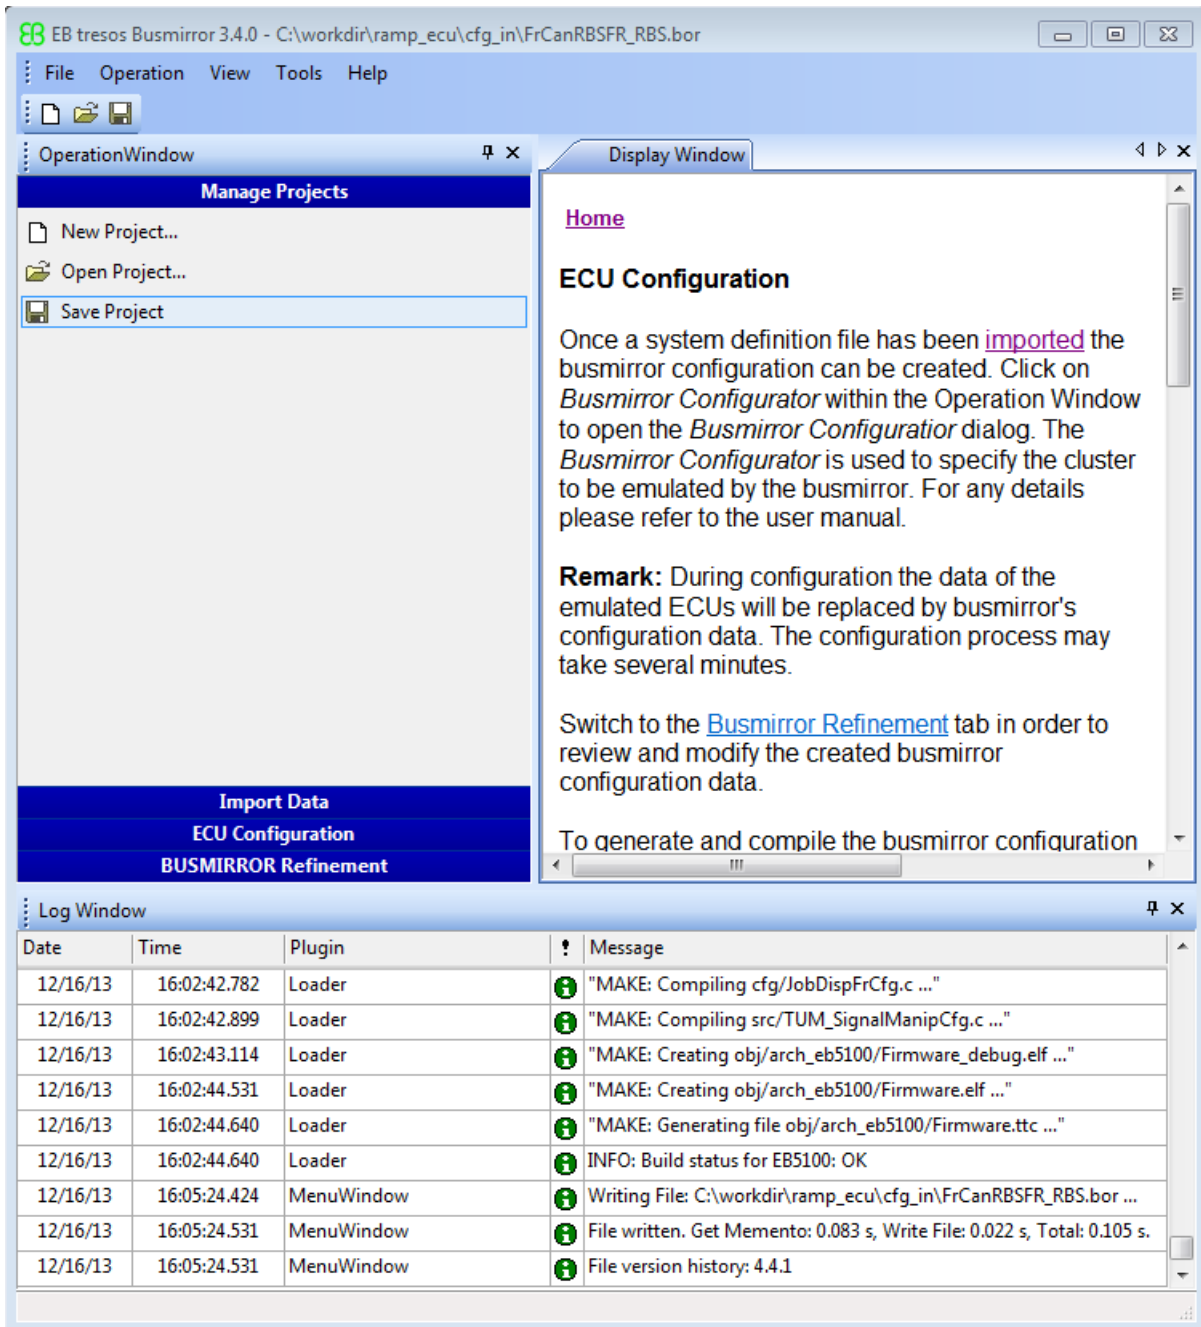 EB EB tresos Busmirror 3.4.0 - C:\workdir\ramp_ecu\cfg_in\FrCanRBSFR_RBS.bor
File Operation View Tools Help
OperationWindow
Manage Projects
New Project...
Open Project...
Save Project
Import Data
ECU Configuration
BUSMIRROR Refinement
Display Window
Home
ECU Configuration
Once a system definition file has been imported the
busmirror configuration can be created. Click on
Busmirror Configurator within the Operation Window
to open the Busmirror Configuratior dialog. The
Busmirror Configurator is used to specify the cluster
to be emulated by the busmirror. For any details
please refer to the user manual.
Remark: During configuration the data of the
emulated ECUs will be replaced by busmirror's
configuration data. The configuration process may
take several minutes.
Switch to the Busmirror Refinement tab in order to
review and modify the created busmirror
configuration data.
To generate and compile the busmirror configuration
Log Window
Date Time Plugin ! Message
12/16/13 16:02:42.782 Loader "MAKE: Compiling cfg/JobDispFrCfg.c ..."
12/16/13 16:02:42.899 Loader "MAKE: Compiling src/TUM_SignalManipCfg.c ..."
12/16/13 16:02:43.114 Loader "MAKE: Creating obj/arch_eb5100/Firmware_debug.elf ..."
12/16/13 16:02:44.531 Loader "MAKE: Creating obj/arch_eb5100/Firmware.elf ..."
12/16/13 16:02:44.640 Loader "MAKE: Generating file obj/arch_eb5100/Firmware.ttc ..."
12/16/13 16:02:44.640 Loader INFO: Build status for EB5100: OK
12/16/13 16:05:24.424 MenuWindow Writing File: C:\workdir\ramp_ecu\cfg_in\FrCanRBSFR_RBS.bor ...
12/16/13 16:05:24.531 MenuWindow File written. Get Memento: 0.083 s, Write File: 0.022 s, Total: 0.105 s.
12/16/13 16:05:24.531 MenuWindow File version history: 4.4.1